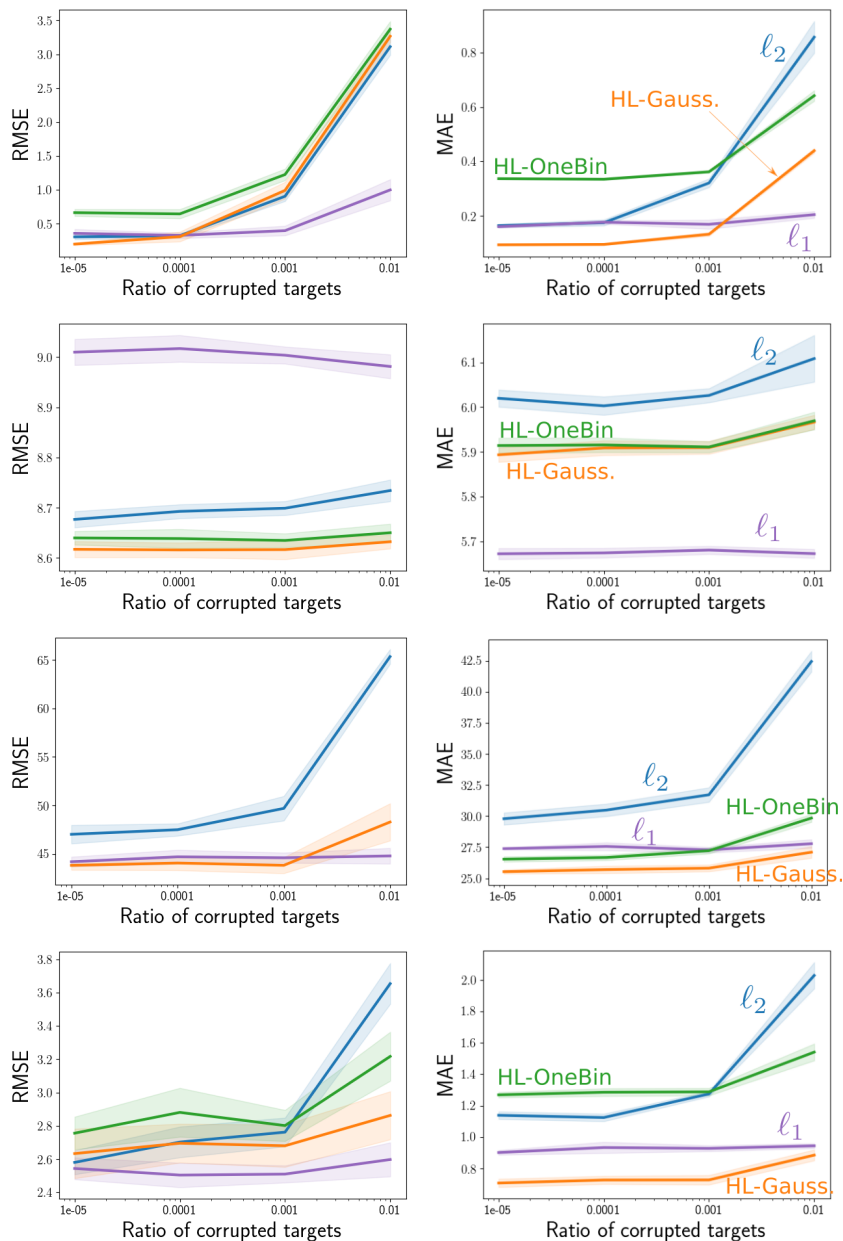 3.5
3.0
2.5
2.0
1.5
1.0
0.5
RMSE
1e-05
0.0001
0.001
0.01
Ratio of corrupted targets
0.8
0.6
0.4
0.2
MAE
ℓ2
HL-Gauss.
HL-OneBin
ℓ1
1e-05
0.0001
0.001
0.01
Ratio of corrupted targets
9.0
8.9
8.8
8.7
8.6
RMSE
1e-05
0.0001
0.001
0.01
Ratio of corrupted targets
6.1
6.0
5.9
5.8
5.7
MAE
ℓ2
HL-OneBin
HL-Gauss.
ℓ1
1e-05
0.0001
0.001
0.01
Ratio of corrupted targets
65
60
55
50
45
RMSE
1e-05
0.0001
0.001
0.01
Ratio of corrupted targets
42.5
40.0
37.5
35.0
32.5
30.0
27.5
25.0
MAE
ℓ2
HL-OneBin
ℓ1
HL-Gauss.
1e-05
0.0001
0.001
0.01
Ratio of corrupted targets
3.8
3.6
3.4
3.2
3.0
2.8
2.6
2.4
RMSE
1e-05
0.0001
0.001
0.01
Ratio of corrupted targets
2.0
1.8
1.6
1.4
1.2
1.0
0.8
MAE
ℓ2
HL-OneBin
ℓ1
HL-Gauss.
1e-05
0.0001
0.001
0.01
Ratio of corrupted targets